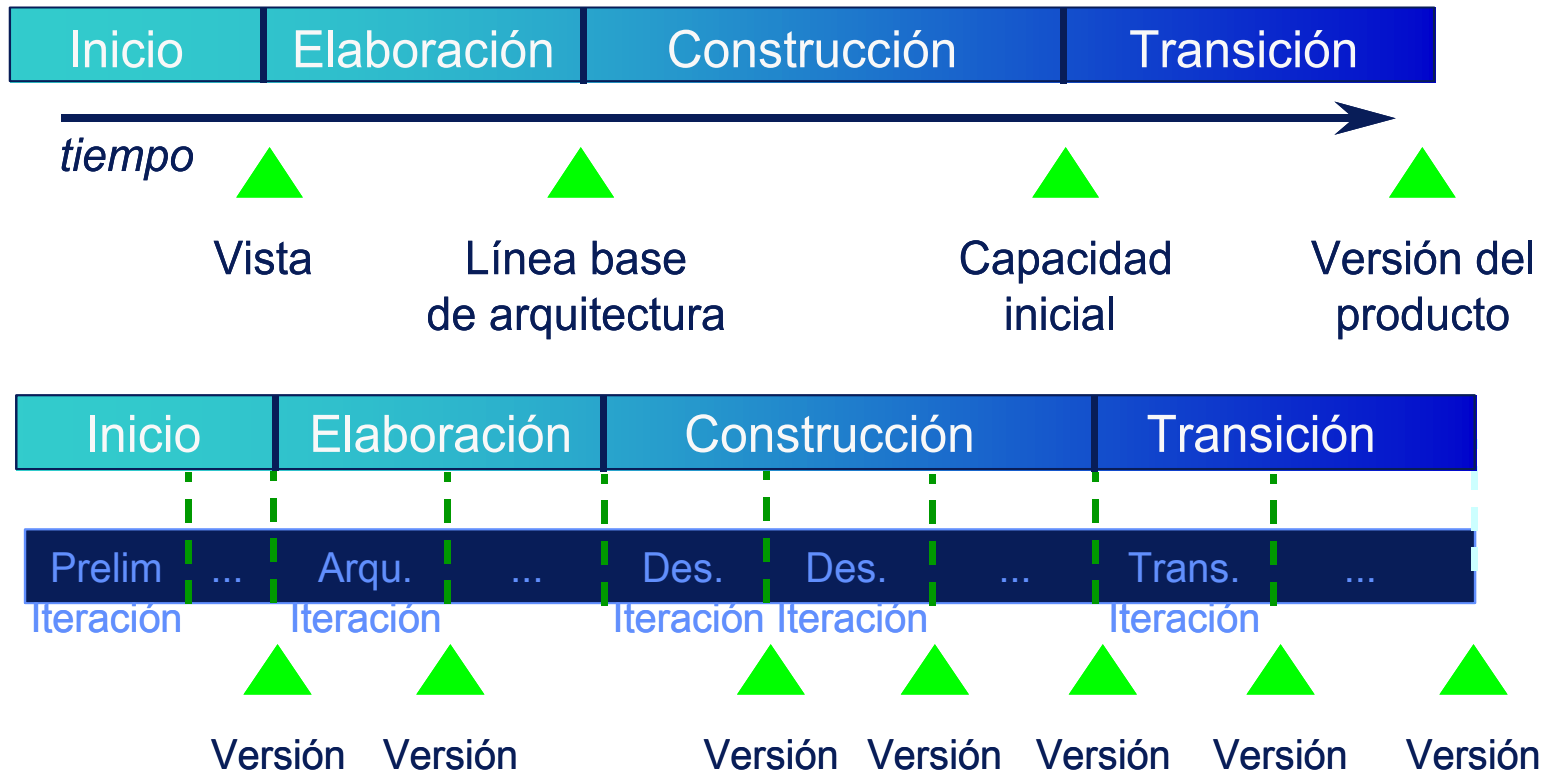 Inicio Elaboración Construcción Transición
tiempo
Vista Línea base Capacidad Versión del
de arquitectura inicial producto
Inicio Elaboración Construcción Transición
Prelim ... Arqu. ... Des. Des. ... Trans. ...
Iteración Iteración Iteración Iteración Iteración
Versión Versión Versión Versión Versión Versión Versión